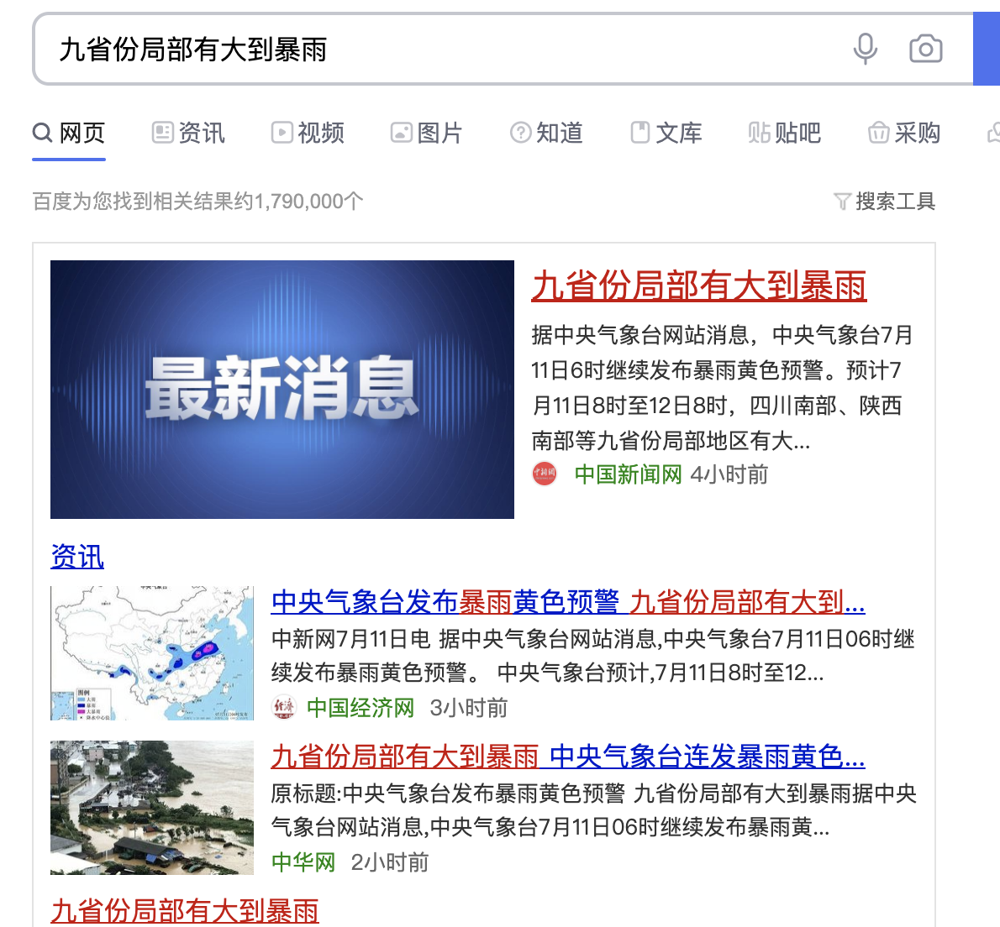 九省份局部有大到暴雨
网页 资讯 视频 图片 知道 文库 贴吧 采购
百度为您找到相关结果约1,790,000个 搜索工具
最新消息
九省份局部有大到暴雨
据中央气象台网站消息，中央气象台7月
11日6时继续发布暴雨黄色预警。预计7
月11日8时至12日8时，四川南部、陕西
南部等九省份局部地区有大...
中国新闻网 4小时前
资讯
中央气象台发布暴雨黄色预警 九省份局部有大到...
中新网7月11日电 据中央气象台网站消息,中央气象台7月11日06时继
续发布暴雨黄色预警。 中央气象台预计,7月11日8时至12...
经济 中国经济网 3小时前
图例
大雨
暴雨
大暴雨
九省份局部有大到暴雨 中央气象台连发暴雨黄色...
原标题:中央气象台发布暴雨黄色预警 九省份局部有大到暴雨据中央
气象台网站消息,中央气象台7月11日06时继续发布暴雨黄...
中华网 2小时前
九省份局部有大到暴雨